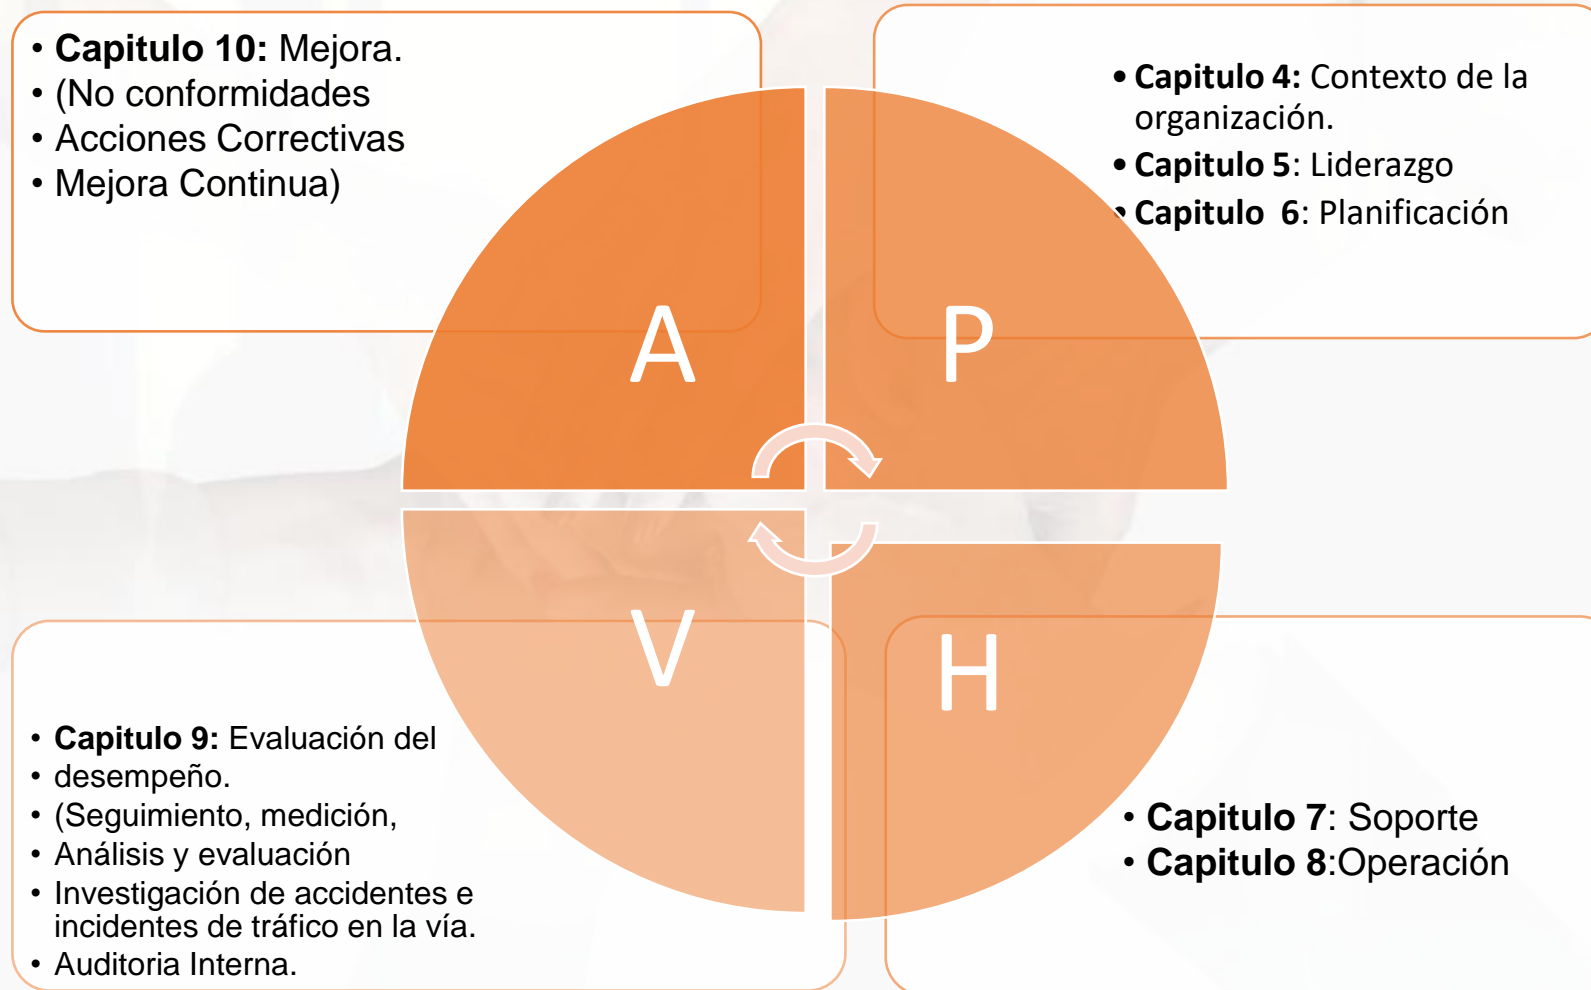 • Capitulo 10: Mejora.
• (No conformidades
• Acciones Correctivas
• Mejora Continua)
• Capitulo 4: Contexto de la
organización.
• Capitulo 5: Liderazgo
• Capitulo 6: Planificación
A
P
V
H
• Capitulo 9: Evaluación del
• desempeño.
• (Seguimiento, medición,
• Análisis y evaluación
• Investigación de accidentes e
incidentes de tráfico en la vía.
• Auditoria Interna.
• Capitulo 7: Soporte
• Capitulo 8:Operación